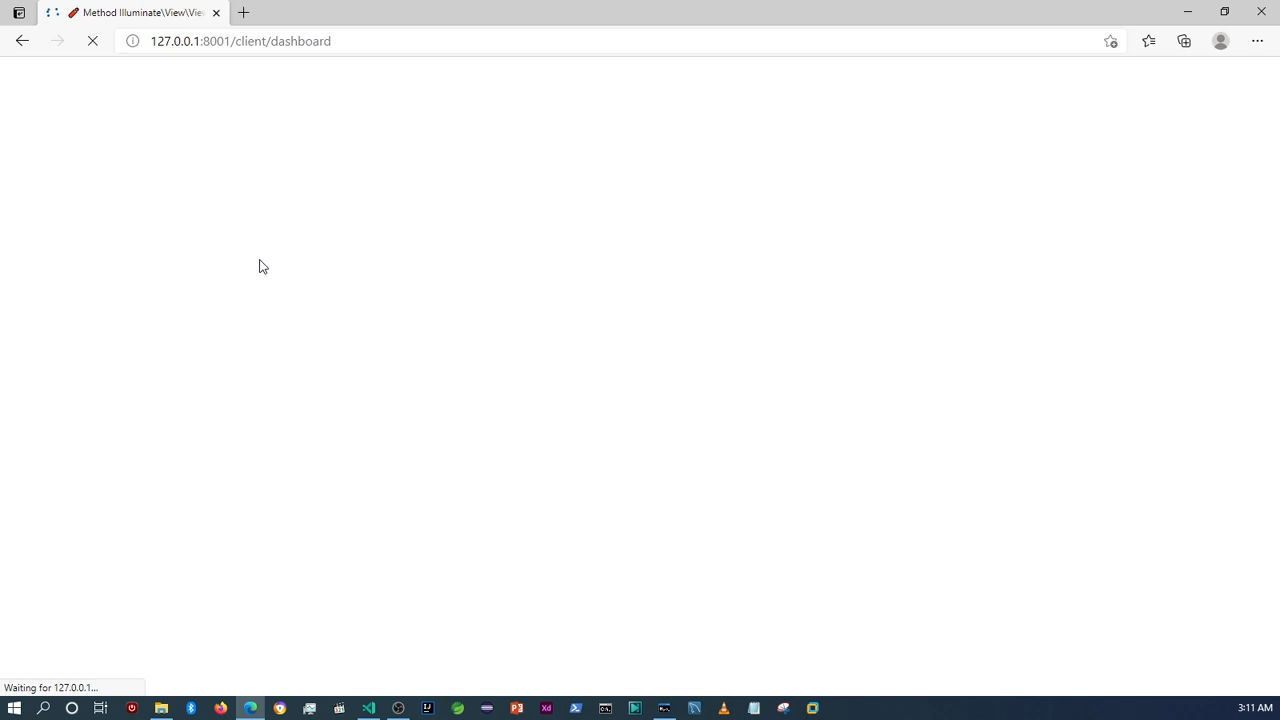 Method Illuminate\View\Vie
127.0.0.1:8001/client/dashboard
Waiting for 127.0.0.1...
Xd
3:11 AM